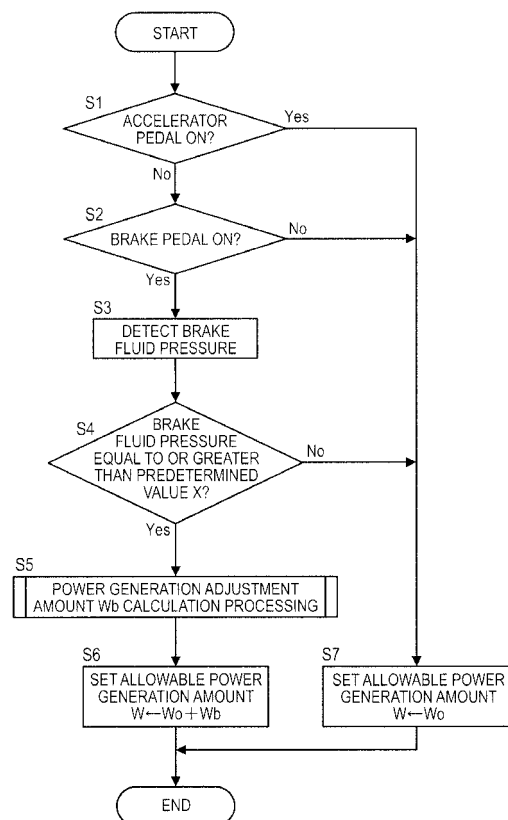 START
S1
ACCELERATOR
PEDAL ON?
Yes
No
S2
BRAKE PEDAL ON?
No
Yes
S3
DETECT BRAKE
FLUID PRESSURE
S4
BRAKE
FLUID PRESSURE
EQUAL TO OR GREATER
THAN PREDETERMINED
VALUE X?
No
Yes
S5
POWER GENERATION ADJUSTMENT
AMOUNT Wb CALCULATION PROCESSING
S6
SET ALLOWABLE POWER
GENERATION AMOUNT
W←Wo+Wb
S7
SET ALLOWABLE POWER
GENERATION AMOUNT
W←Wo
END